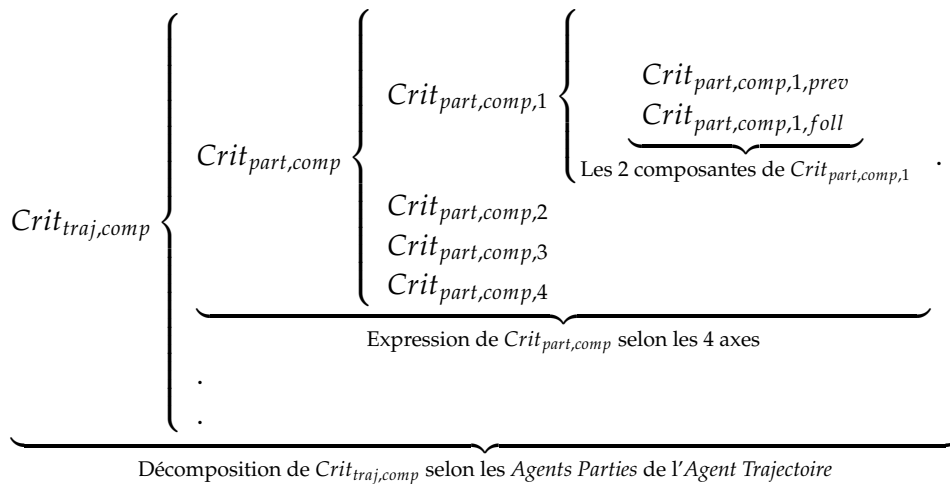 Crit_{part,comp,1,prev}
Crit_{part,comp,1}
Crit_{part,comp,1,foll}
Crit_{part,comp}
Les 2 composantes de Crit_{part,comp,1} .
Crit_{part,comp,2}
Crit_{traj,comp}
Crit_{part,comp,3}
Crit_{part,comp,4}
Expression de Crit_{part,comp} selon les 4 axes
.
.
Décomposition de Crit_{traj,comp} selon les Agents Parties de l'Agent Trajectoire